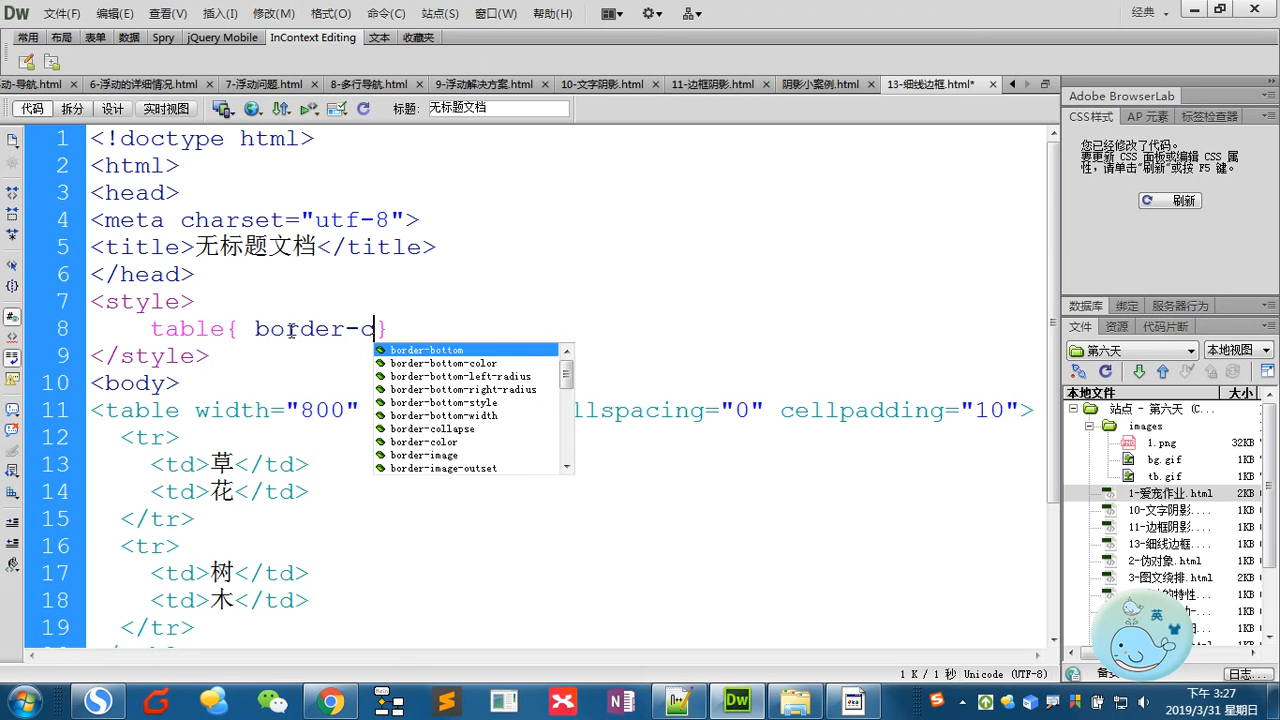 Dw 文件(F) 编辑(E) 查看(V) 插入(I) 修改(M) 格式(O) 命令(C) 站点(S) 窗口(W) 帮助(H) 经典
常用 布局 表单 数据 Spry jQuery Mobile InContext Editing 文本 收藏夹
-导航.html 6-浮动的详细情况.html 7-浮动问题.html 8-多行导航.html 9-浮动解决方案.html 10-文字阴影.html 11-边框阴影.html 阴影小案例.html 13-细线边框.html*
代码 拆分 设计 实时视图 标题: 无标题文档
1 <!doctype html>
2 <html>
3 <head>
4 <meta charset="utf-8">
5 <title>无标题文档</title>
6 </head>
7 <style>
8 table{ border-c}
9 </style>
10 <body>
11 <table width="800" llspacing="0" cellpadding="10">
12 <tr>
13 <td>草</td>
14 <td>花</td>
15 </tr>
16 <tr>
17 <td>树</td>
18 <td>木</td>
19 </tr>
border-bottom
border-bottom-color
border-bottom-left-radius
border-bottom-right-radius
border-bottom-style
border-bottom-width
border-collapse
border-color
border-image
border-image-outset
1 K / 1 秒 Unicode (UTF-8)
Adobe BrowserLab
CSS样式 AP 元素 标签检查器
您已经修改了代码。
要更新 CSS 面板或编辑 CSS 属
性，请单击“刷新”或按 F5 键。
刷新
数据库 绑定 服务器行为
文件 资源 代码片断
第六天 本地视图
本地文件 大小
站点 - 第六天 (C...
images
1.png 32KB
bg.gif 1KB
tb.gif 1KB
1-爱宠作业.html 2KB
10-文字阴影.... 1KB
11-边框阴影.... 1KB
13-细线边框.... 1KB
2-伪对象.html 1KB
3-图文绕排.html 1KB
的特性... 1KB
英
日志...
下午 3:27
2019/3/31 星期日